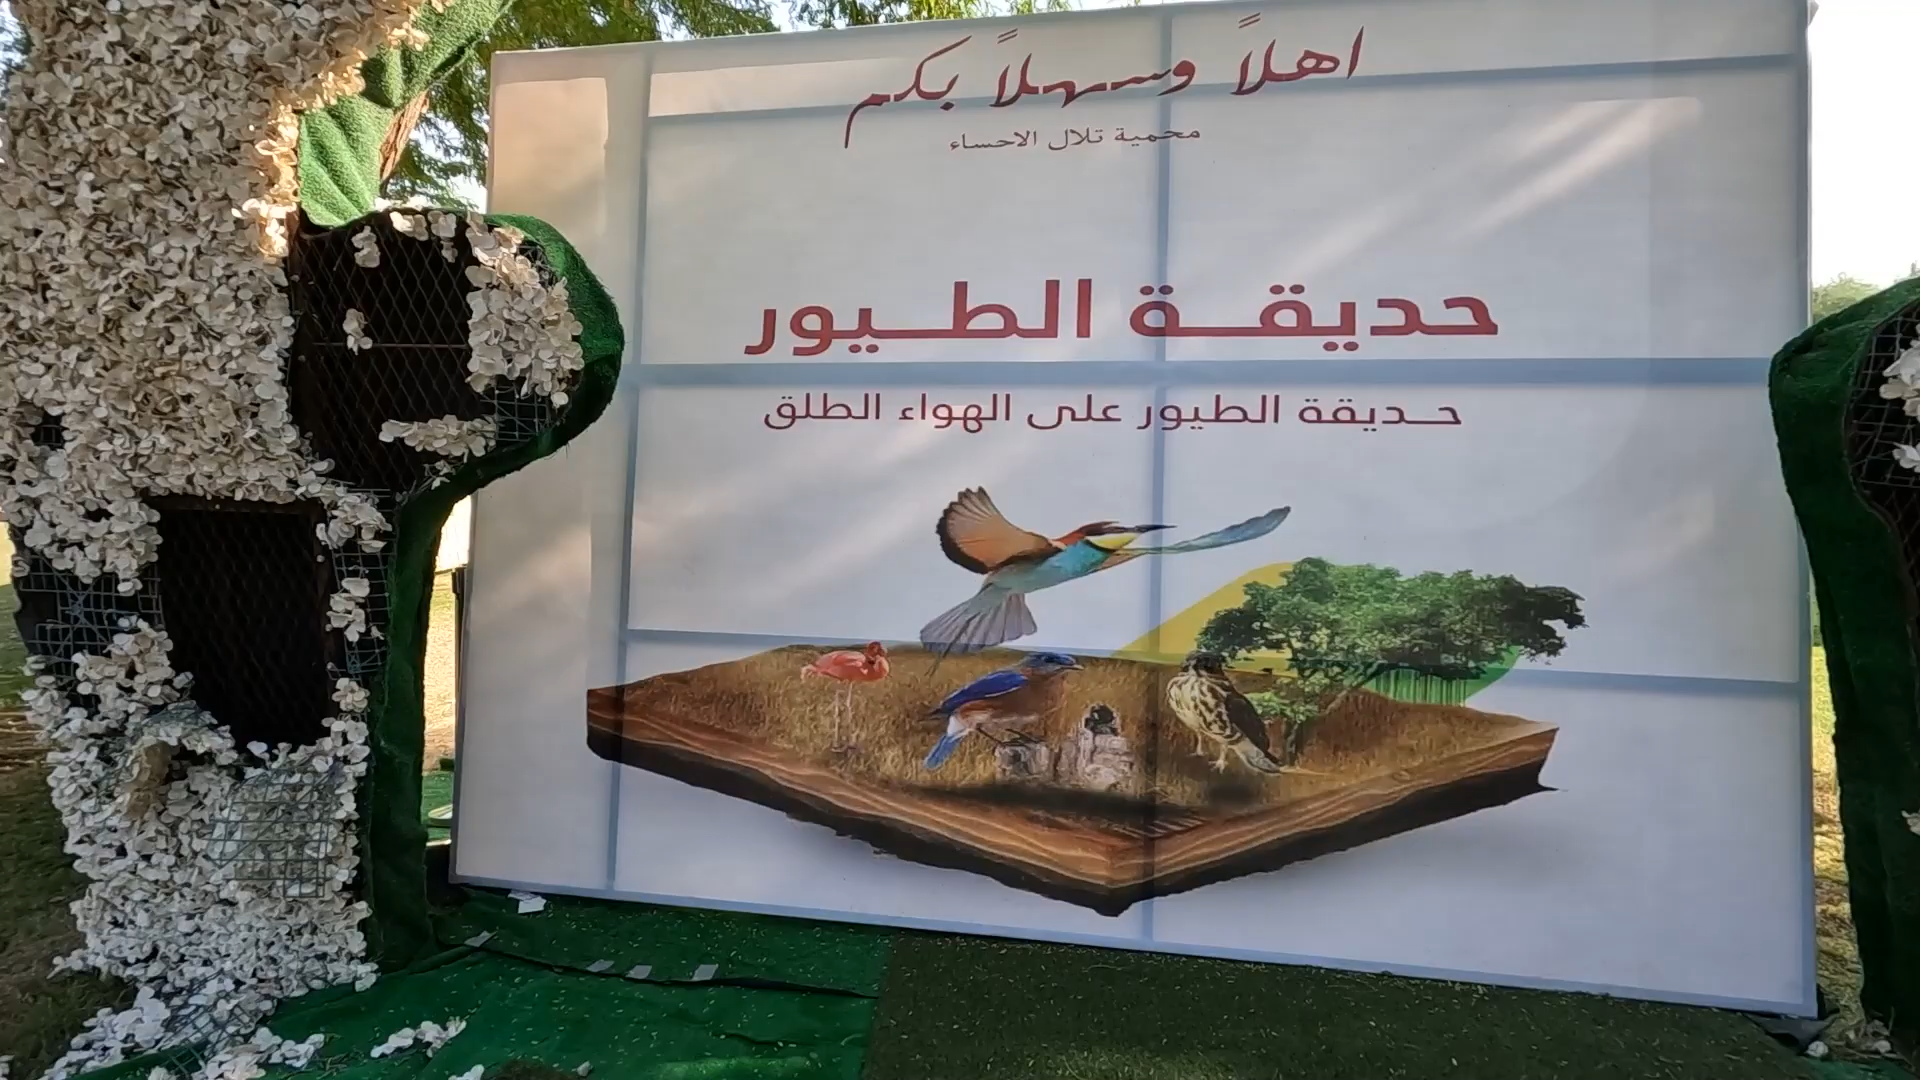 اهلاً وسهلاً بكم
محمية تلال الاحساء
حديقة الطيور
حديقة الطيور على الهواء الطلق